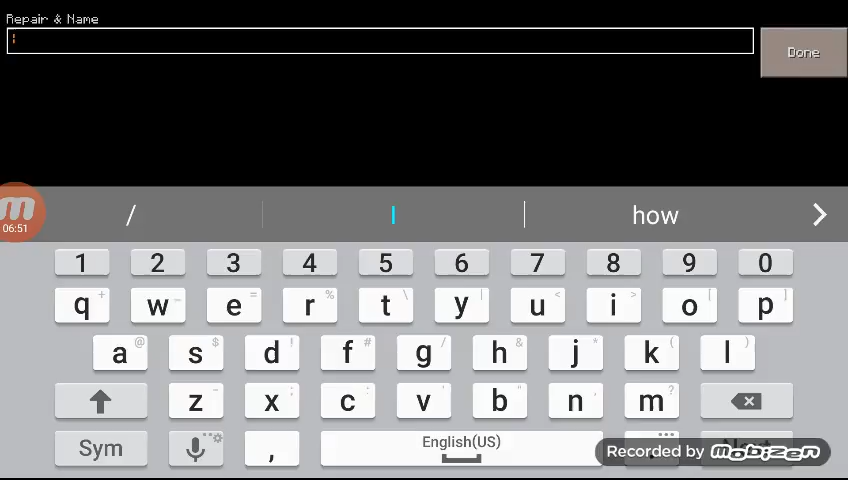 Repair & Name
Done
06:51
/ I how
1 2 3 4 5 6 7 8 9 0
q + w _ e = r % t \ y | u < i > o [ p ]
a @ s $ d ! f # g / h & j * k ( l )
z - x ; c : v ' b " n , m ?
Sym , English(US)
Recorded by mobizen